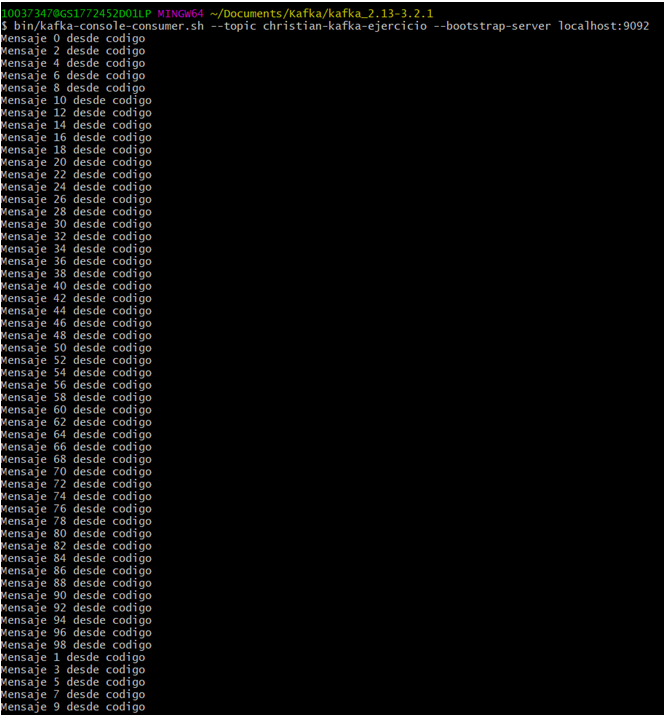 100373470@GS1772452D01LP MINGW64 ~/Documents/Kafka/kafka_2.13-3.2.1
$ bin/kafka-console-consumer.sh --topic christian-kafka-ejercicio --bootstrap-server localhost:9092
Mensaje 0 desde codigo
Mensaje 2 desde codigo
Mensaje 4 desde codigo
Mensaje 6 desde codigo
Mensaje 8 desde codigo
Mensaje 10 desde codigo
Mensaje 12 desde codigo
Mensaje 14 desde codigo
Mensaje 16 desde codigo
Mensaje 18 desde codigo
Mensaje 20 desde codigo
Mensaje 22 desde codigo
Mensaje 24 desde codigo
Mensaje 26 desde codigo
Mensaje 28 desde codigo
Mensaje 30 desde codigo
Mensaje 32 desde codigo
Mensaje 34 desde codigo
Mensaje 36 desde codigo
Mensaje 38 desde codigo
Mensaje 40 desde codigo
Mensaje 42 desde codigo
Mensaje 44 desde codigo
Mensaje 46 desde codigo
Mensaje 48 desde codigo
Mensaje 50 desde codigo
Mensaje 52 desde codigo
Mensaje 54 desde codigo
Mensaje 56 desde codigo
Mensaje 58 desde codigo
Mensaje 60 desde codigo
Mensaje 62 desde codigo
Mensaje 64 desde codigo
Mensaje 66 desde codigo
Mensaje 68 desde codigo
Mensaje 70 desde codigo
Mensaje 72 desde codigo
Mensaje 74 desde codigo
Mensaje 76 desde codigo
Mensaje 78 desde codigo
Mensaje 80 desde codigo
Mensaje 82 desde codigo
Mensaje 84 desde codigo
Mensaje 86 desde codigo
Mensaje 88 desde codigo
Mensaje 90 desde codigo
Mensaje 92 desde codigo
Mensaje 94 desde codigo
Mensaje 96 desde codigo
Mensaje 98 desde codigo
Mensaje 1 desde codigo
Mensaje 3 desde codigo
Mensaje 5 desde codigo
Mensaje 7 desde codigo
Mensaje 9 desde codigo